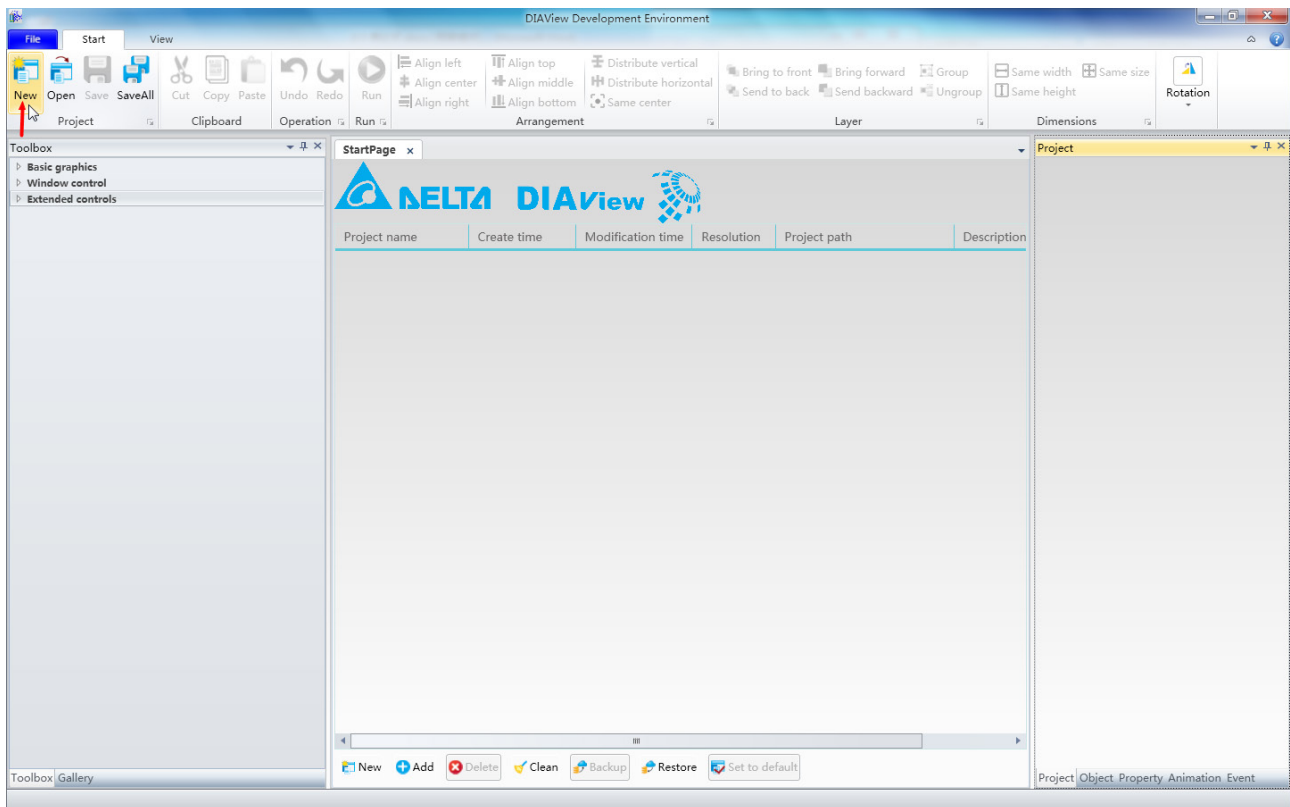 DIAView Development Environment
File Start View
New Open Save SaveAll
Project
Cut Copy Paste
Clipboard
Undo Redo
Operation
Run
Run
Align left Align top Distribute vertical
Align center Align middle Distribute horizontal
Align right Align bottom Same center
Arrangement
Bring to front Bring forward Group
Send to back Send backward Ungroup
Layer
Same width Same size
Same height
Dimensions
Rotation
Toolbox
Basic graphics
Window control
Extended controls
Toolbox Gallery
StartPage
DELTA DIAView
Project name Create time Modification time Resolution Project path Description
New Add Delete Clean Backup Restore Set to default
Project
Project Object Property Animation Event